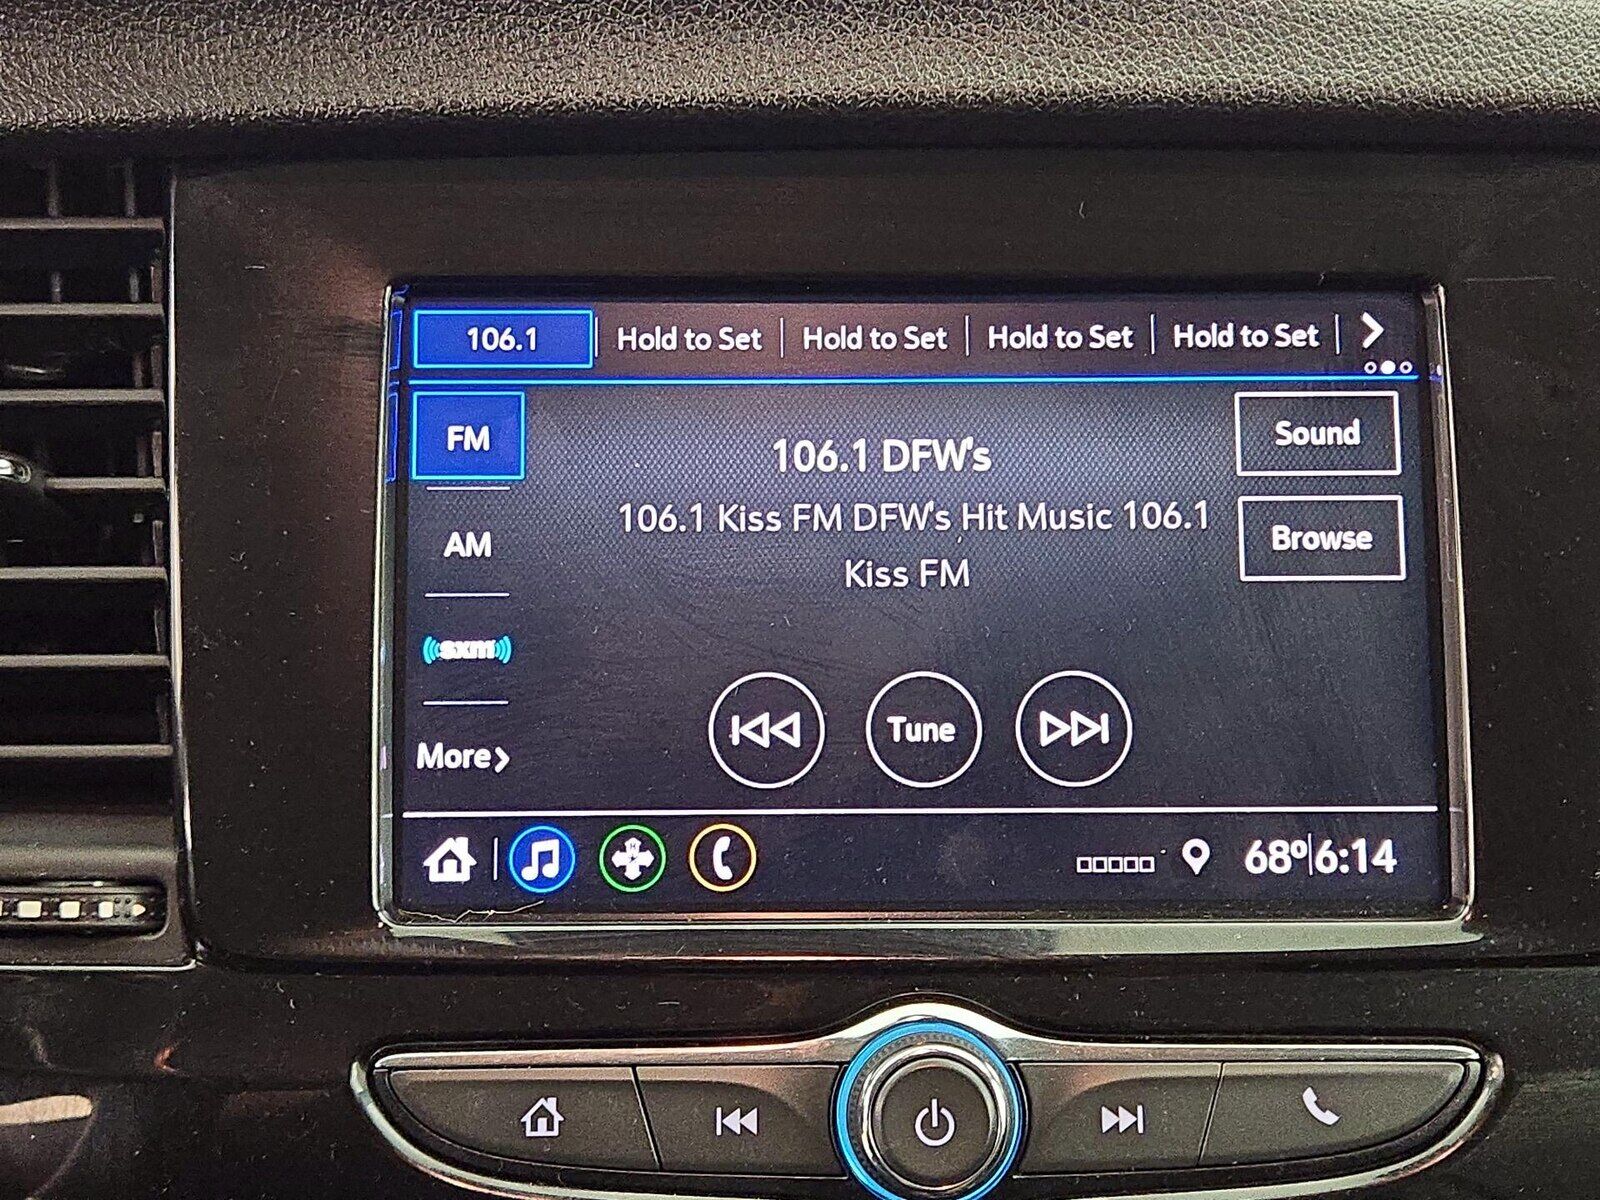 106.1 Hold to Set Hold to Set Hold to Set Hold to Set
FM
106.1 DFW's
Sound
106.1 Kiss FM DFW's Hit Music 106.1
Kiss FM
Browse
AM
sxm
Tune
More
68° 6:14